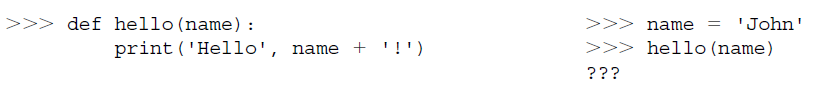 >>> def hello(name):
        print('Hello', name + '!')
>>> name = 'John'
>>> hello(name)
???